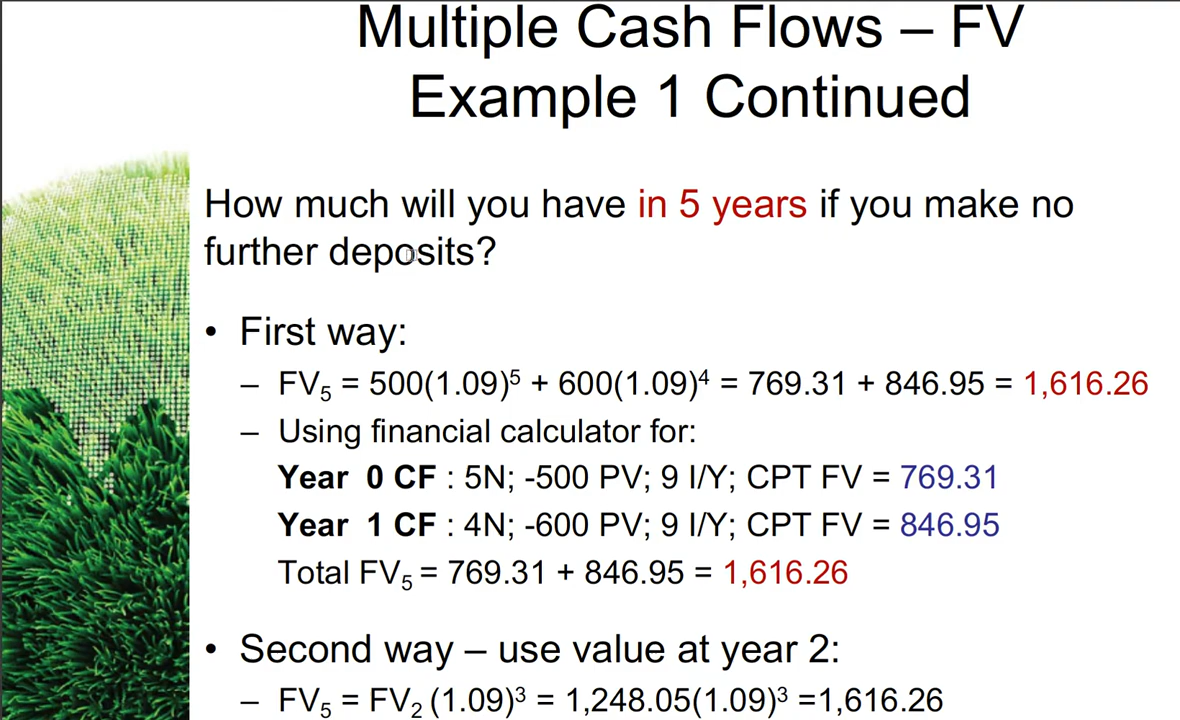 Multiple Cash Flows – FV
Example 1 Continued
How much will you have in 5 years if you make no
further deposits?
• First way:
– FV₅ = 500(1.09)⁵ + 600(1.09)⁴ = 769.31 + 846.95 = 1,616.26
– Using financial calculator for:
Year 0 CF : 5N; -500 PV; 9 I/Y; CPT FV = 769.31
Year 1 CF : 4N; -600 PV; 9 I/Y; CPT FV = 846.95
Total FV₅ = 769.31 + 846.95 = 1,616.26
• Second way – use value at year 2:
– FV₅ = FV₂ (1.09)³ = 1,248.05(1.09)³ =1,616.26